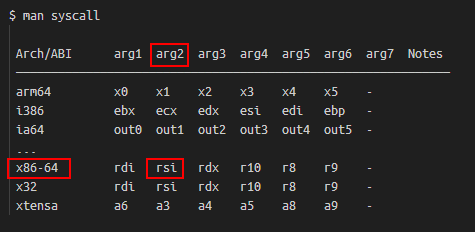 $ man syscall
Arch/ABI arg1 arg2 arg3 arg4 arg5 arg6 arg7 Notes
arm64 x0 x1 x2 x3 x4 x5 -
i386 ebx ecx edx esi edi ebp -
ia64 out0 out1 out2 out3 out4 out5 -
...
x86-64 rdi rsi rdx r10 r8 r9 -
x32 rdi rsi rdx r10 r8 r9 -
xtensa a6 a3 a4 a5 a8 a9 -